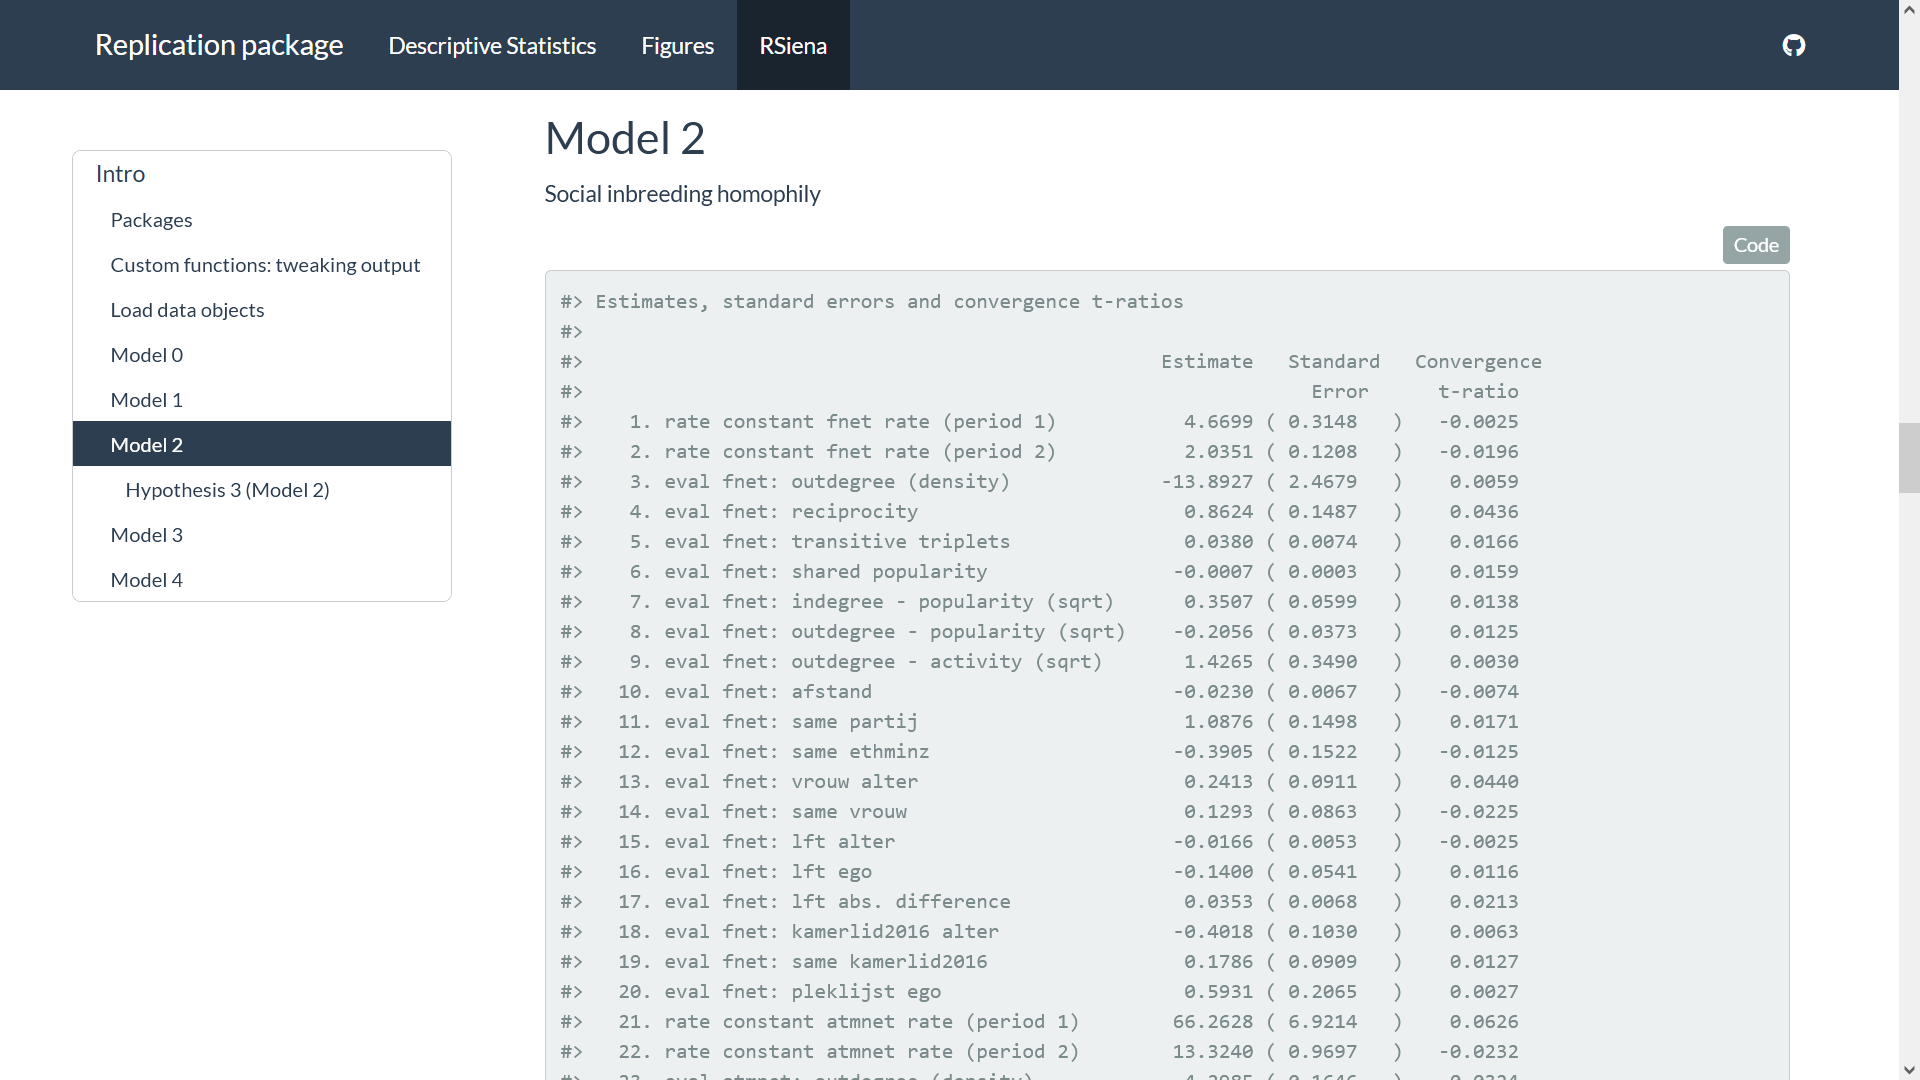 Replication package
Descriptive Statistics
Figures
RSiena
Intro
Packages
Custom functions: tweaking output
Load data objects
Model 0
Model 1
Model 2
Hypothesis 3 (Model 2)
Model 3
Model 4
Model 2
Social inbreeding homophily
Code
#> Estimates, standard errors and convergence t-ratios
#>
#> Estimate Standard Convergence
#> Error t-ratio
#> 1. rate constant fnet rate (period 1) 4.6699 ( 0.3148 ) -0.0025
#> 2. rate constant fnet rate (period 2) 2.0351 ( 0.1208 ) -0.0196
#> 3. eval fnet: outdegree (density) -13.8927 ( 2.4679 ) 0.0059
#> 4. eval fnet: reciprocity 0.8624 ( 0.1487 ) 0.0436
#> 5. eval fnet: transitive triplets 0.0380 ( 0.0074 ) 0.0166
#> 6. eval fnet: shared popularity -0.0007 ( 0.0003 ) 0.0159
#> 7. eval fnet: indegree - popularity (sqrt) 0.3507 ( 0.0599 ) 0.0138
#> 8. eval fnet: outdegree - popularity (sqrt) -0.2056 ( 0.0373 ) 0.0125
#> 9. eval fnet: outdegree - activity (sqrt) 1.4265 ( 0.3490 ) 0.0030
#> 10. eval fnet: afstand -0.0230 ( 0.0067 ) -0.0074
#> 11. eval fnet: same partij 1.0876 ( 0.1498 ) 0.0171
#> 12. eval fnet: same ethminz -0.3905 ( 0.1522 ) -0.0125
#> 13. eval fnet: vrouw alter 0.2413 ( 0.0911 ) 0.0440
#> 14. eval fnet: same vrouw 0.1293 ( 0.0863 ) -0.0225
#> 15. eval fnet: lft alter -0.0166 ( 0.0053 ) -0.0025
#> 16. eval fnet: lft ego -0.1400 ( 0.0541 ) 0.0116
#> 17. eval fnet: lft abs. difference 0.0353 ( 0.0068 ) 0.0213
#> 18. eval fnet: kamerlid2016 alter -0.4018 ( 0.1030 ) 0.0063
#> 19. eval fnet: same kamerlid2016 0.1786 ( 0.0909 ) 0.0127
#> 20. eval fnet: pleklijst ego 0.5931 ( 0.2065 ) 0.0027
#> 21. rate constant atmnet rate (period 1) 66.2628 ( 6.9214 ) 0.0626
#> 22. rate constant atmnet rate (period 2) 13.3240 ( 0.9697 ) -0.0232